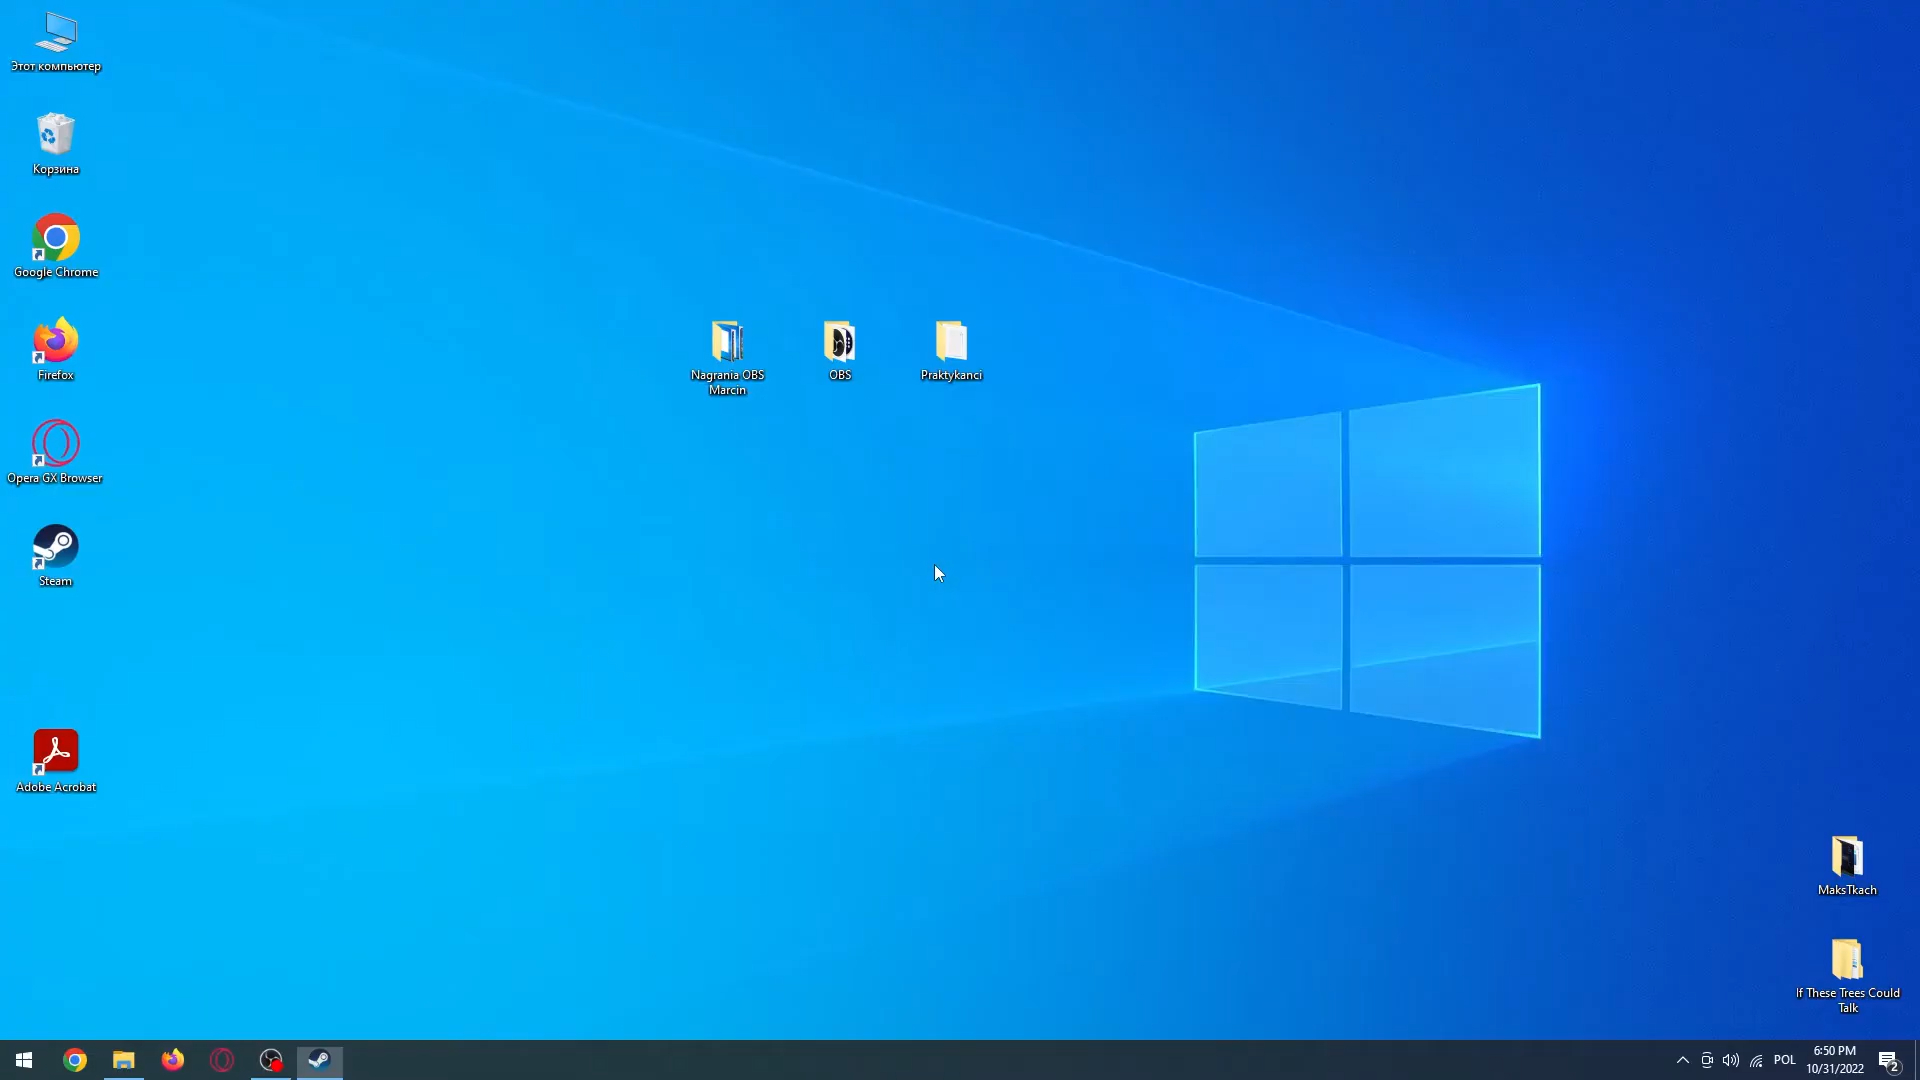 Этот компьютер
Корзина
Google Chrome
Firefox
Opera GX Browser
Steam
Adobe Acrobat
Nagrania OBS
Marcin
OBS
Praktykanci
MaksTkach
If These Trees Could
Talk
POL
6:50 PM
10/31/2022
2